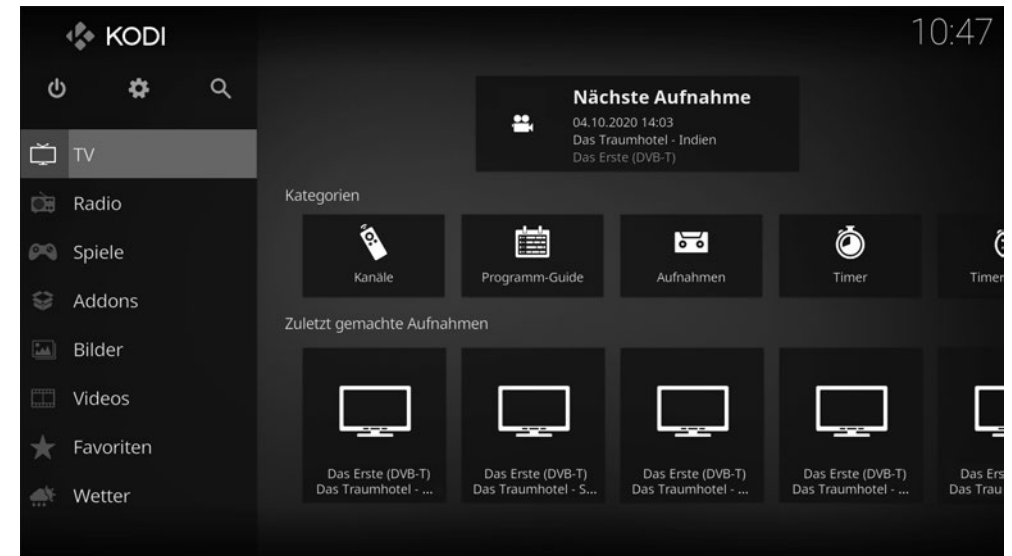 KODI
10:47
Nächste Aufnahme
04.10.2020 14:03
Das Traumhotel - Indien
Das Erste (DVB-T)
TV
Radio
Spiele
Addons
Bilder
Videos
Favoriten
Wetter
Kategorien
Kanäle
Programm-Guide
Aufnahmen
Timer
Timer
Zuletzt gemachte Aufnahmen
Das Erste (DVB-T)
Das Traumhotel - ...
Das Erste (DVB-T)
Das Traumhotel - S...
Das Erste (DVB-T)
Das Traumhotel - ...
Das Erste (DVB-T)
Das Traumhotel - ...
Das Ers
Das Trau